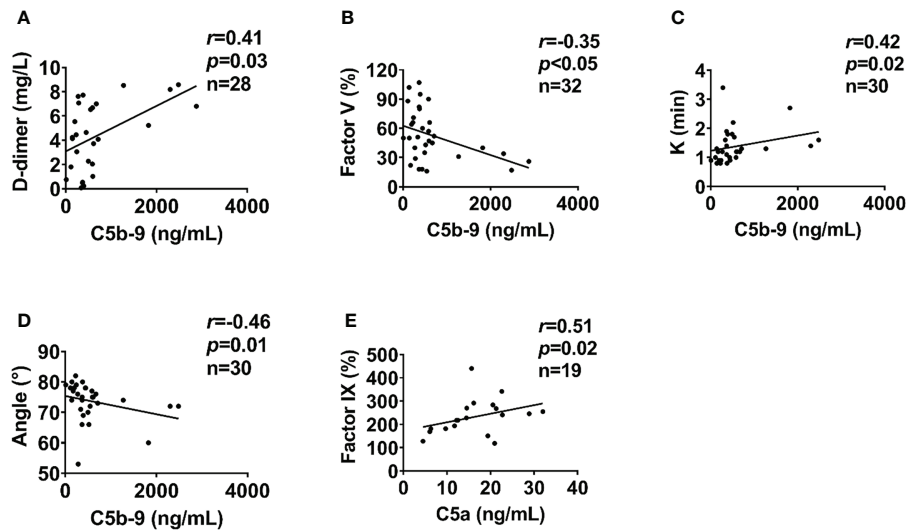 A
r=0.41
p=0.03
n=28
D-dimer (mg/L)
10
8
6
4
2
0
0 2000 4000
C5b-9 (ng/mL)
B
r=-0.35
p<0.05
n=32
Factor V (%)
120
90
60
30
0
0 2000 4000
C5b-9 (ng/mL)
C
r=0.42
p=0.02
n=30
K (min)
4
3
2
1
0
0 2000 4000
C5b-9 (ng/mL)
D
r=-0.46
p=0.01
n=30
Angle (°)
90
80
70
60
50
0 2000 4000
C5b-9 (ng/mL)
E
r=0.51
p=0.02
n=19
Factor IX (%)
500
400
300
200
100
0
0 10 20 30 40
C5a (ng/mL)